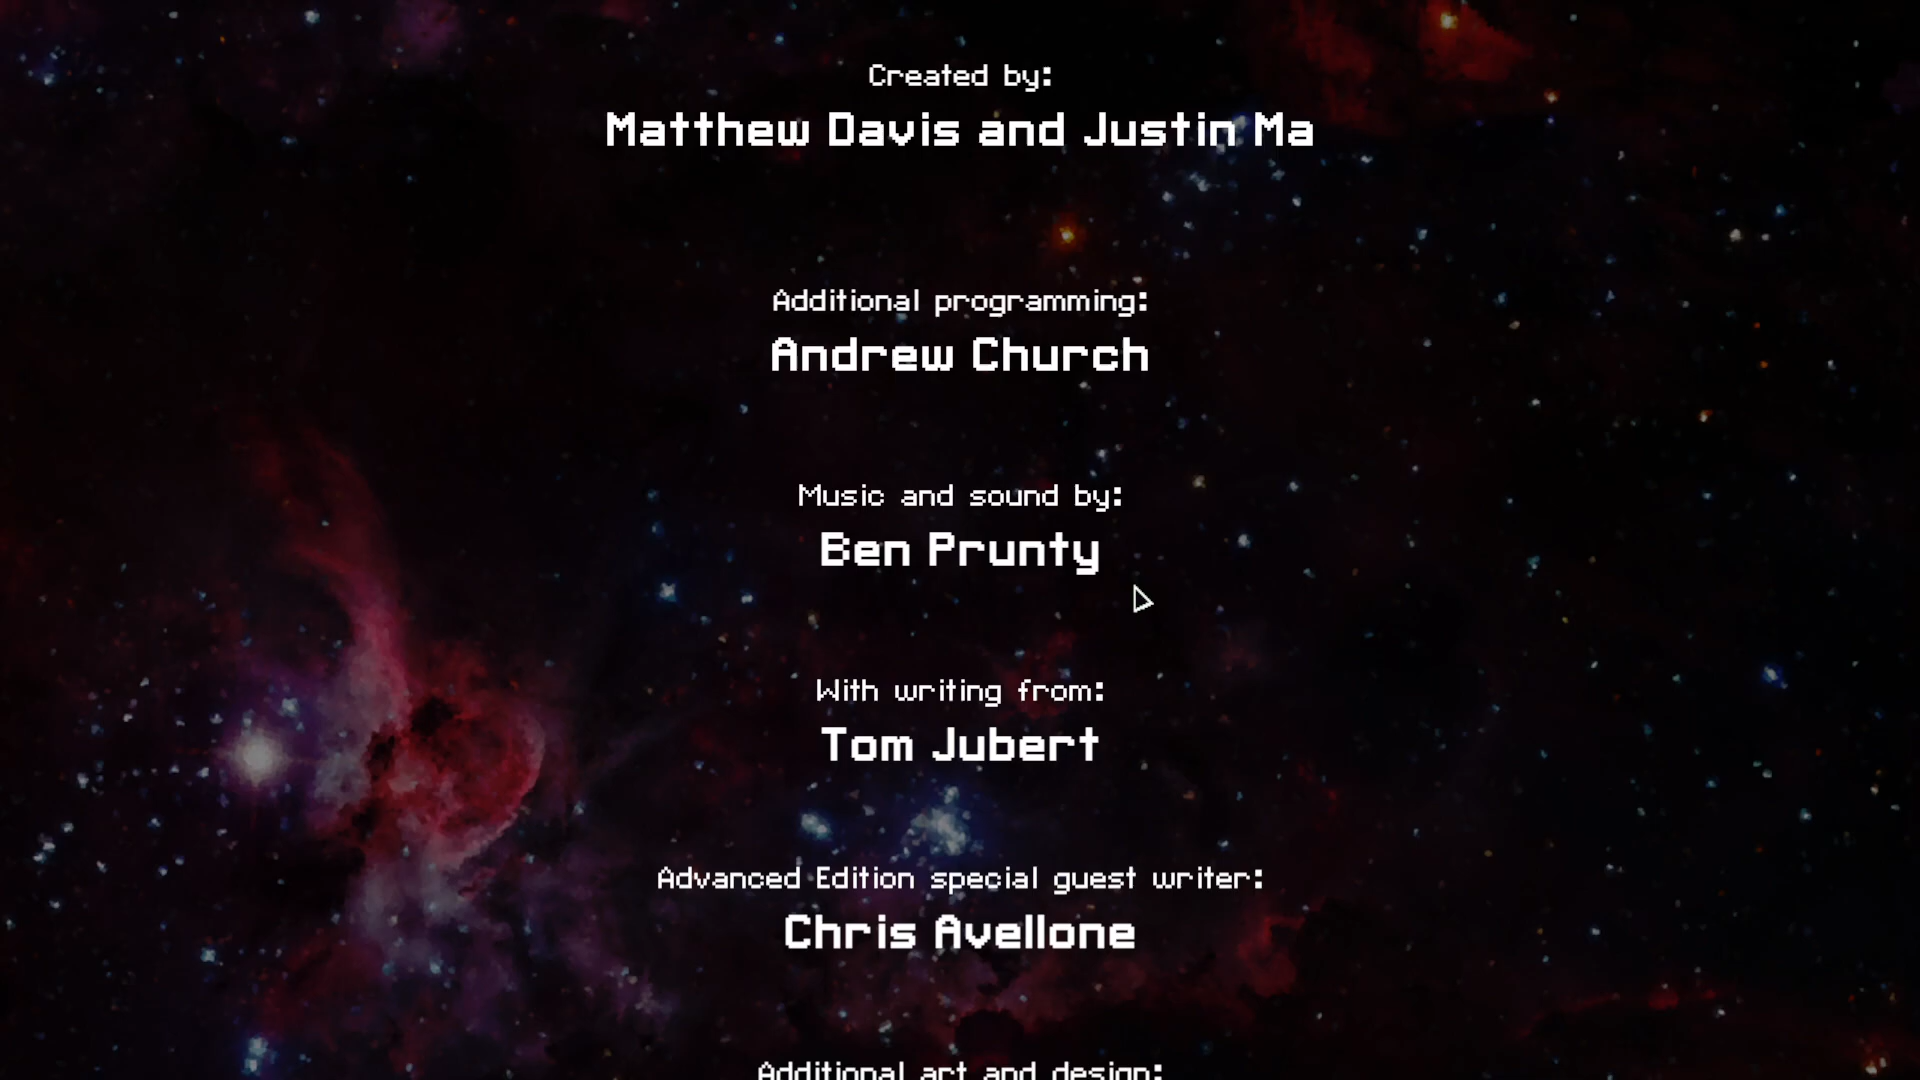 Created by:
Matthew Davis and Justin Ma
Additional programming:
Andrew Church
Music and sound by:
Ben Prunty
With writing from:
Tom Jubert
Advanced Edition special guest writer:
Chris Avellone
Additional art and design: